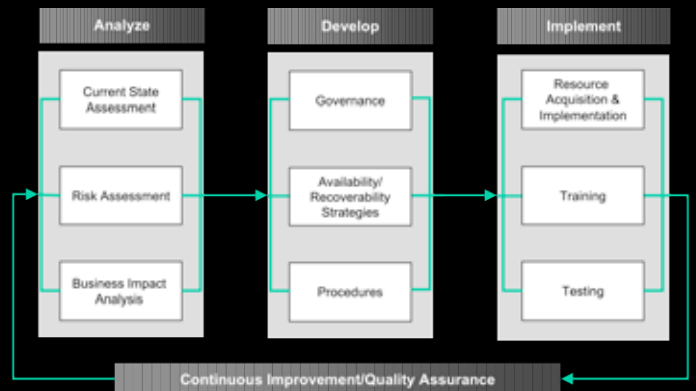 Analyze
Current State
Assessment
Risk Assessment
Business Impact
Analysis
Develop
Governance
Availability/
Recoverability
Strategies
Procedures
Implement
Resource
Acquisition &
Implementation
Training
Testing
Continuous Improvement/Quality Assurance